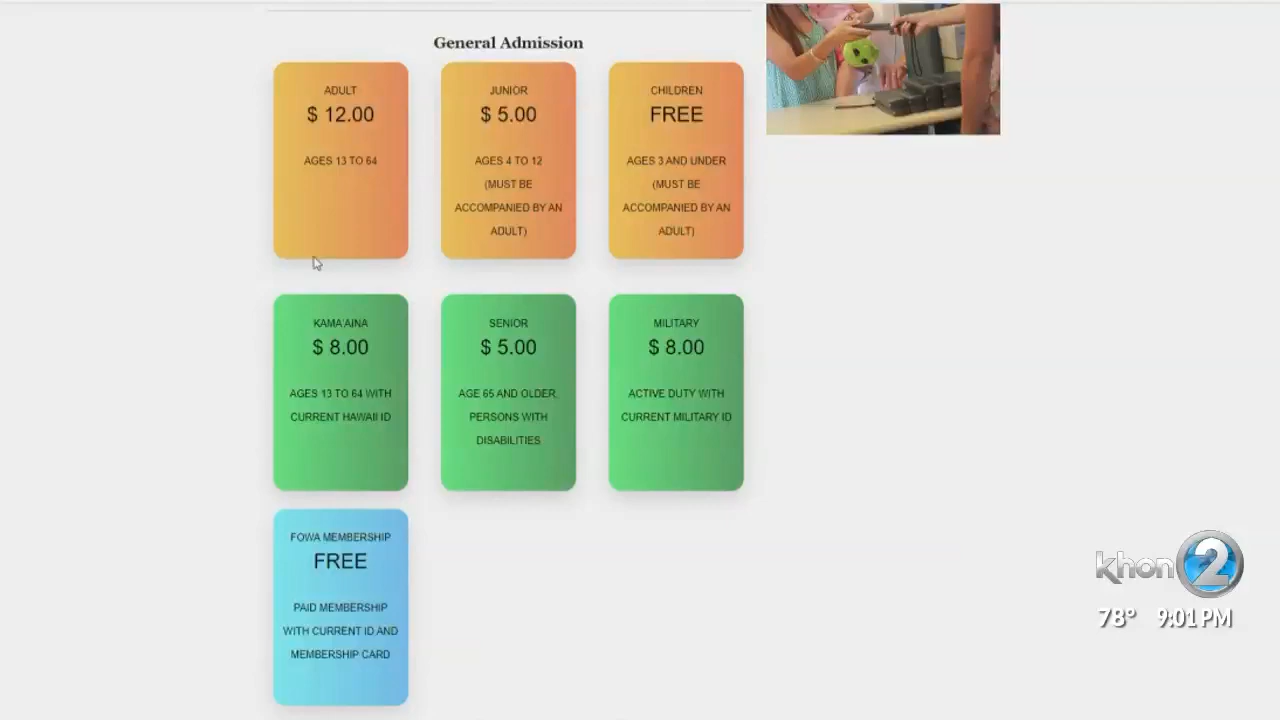 General Admission
ADULT
$ 12.00
AGES 13 TO 64
JUNIOR
$ 5.00
AGES 4 TO 12
(MUST BE
ACCOMPANIED BY AN
ADULT)
CHILDREN
FREE
AGES 3 AND UNDER
(MUST BE
ACCOMPANIED BY AN
ADULT)
KAMA'AINA
$ 8.00
AGES 13 TO 64 WITH
CURRENT HAWAII ID
SENIOR
$ 5.00
AGE 65 AND OLDER,
PERSONS WITH
DISABILITIES
MILITARY
$ 8.00
ACTIVE DUTY WITH
CURRENT MILITARY ID
FOWA MEMBERSHIP
FREE
PAID MEMBERSHIP
WITH CURRENT ID AND
MEMBERSHIP CARD
khon 2
78° 9:01 PM